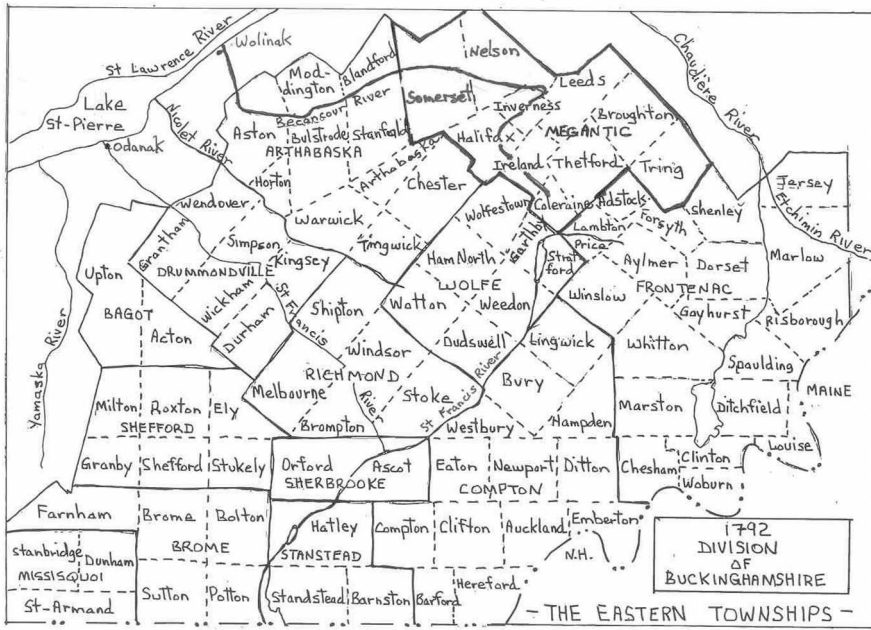 St Lawrence River
Wolinak
Nelson
Chaudière River
Mod-
dington
Blandford
Leeds
Lake
St-Pierre
Nicolet River
Becancour River
Somerset
Inverness
Broughton
Aston
Bulstrode
Stanfield
Halifax
MEGANTIC
Odanak
ARTHABASKA
Arthabaska
Ireland
Thetford
Tring
Horton
Chester
Jersey
Wendover
Wolfestown
Coleraine
Adstock
Shenley
Etchimin River
Grantham
Warwick
Garthby
Lambton
Forsyth
Simpson
Tingwick
Price
Upton
Kingsey
Ham North
Strat
ford
Aylmer
Dorset
Marlow
DRUMMONDVILLE
WOLFE
FRONTENAC
Wickham
St Francis
River
Shipton
Wotton
Weedon
Winslow
BAGOT
Gayhurst
Risborough
Durham
Acton
Dudswell
Lingwick
Whitton
Windsor
Spaulding
Yamaska River
RICHMOND
St Francis River
Bury
Melbourne
Stoke
MAINE
Milton
Roxton
Ely
Marston
Ditchfield
SHEFFORD
Brompton
Westbury
Hampden
Louise
Granby
Shefford
Stukely
Orford
Ascot
Eaton
Newport
Ditton
Chesham
Clinton
SHERBROOKE
COMPTON
Woburn
Farnham
Brome
Bolton
Hatley
Compton
Clifton
Auckland
Emberton
1792
DIVISION
OF
BUCKINGHAMSHIRE
Stanbridge
Dunham
BROME
STANSTEAD
N.H.
MISSISQUOI
Sutton
Potton
Standstead
Barnston
Barford
Hereford
St-Armand
- THE EASTERN TOWNSHIPS -